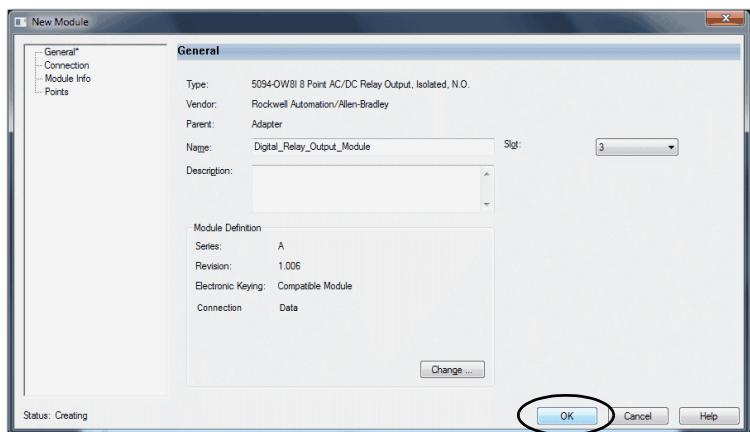 New Module
General*
Connection
Module Info
Points
General
Type: 5094-OW8I 8 Point AC/DC Relay Output, Isolated, N.O.
Vendor: Rockwell Automation/Allen-Bradley
Parent: Adapter
Name: Digital_Relay_Output_Module Slot: 3
Description:
Module Definition
Series: A
Revision: 1.006
Electronic Keying: Compatible Module
Connection Data
Change ...
Status: Creating
OK Cancel Help